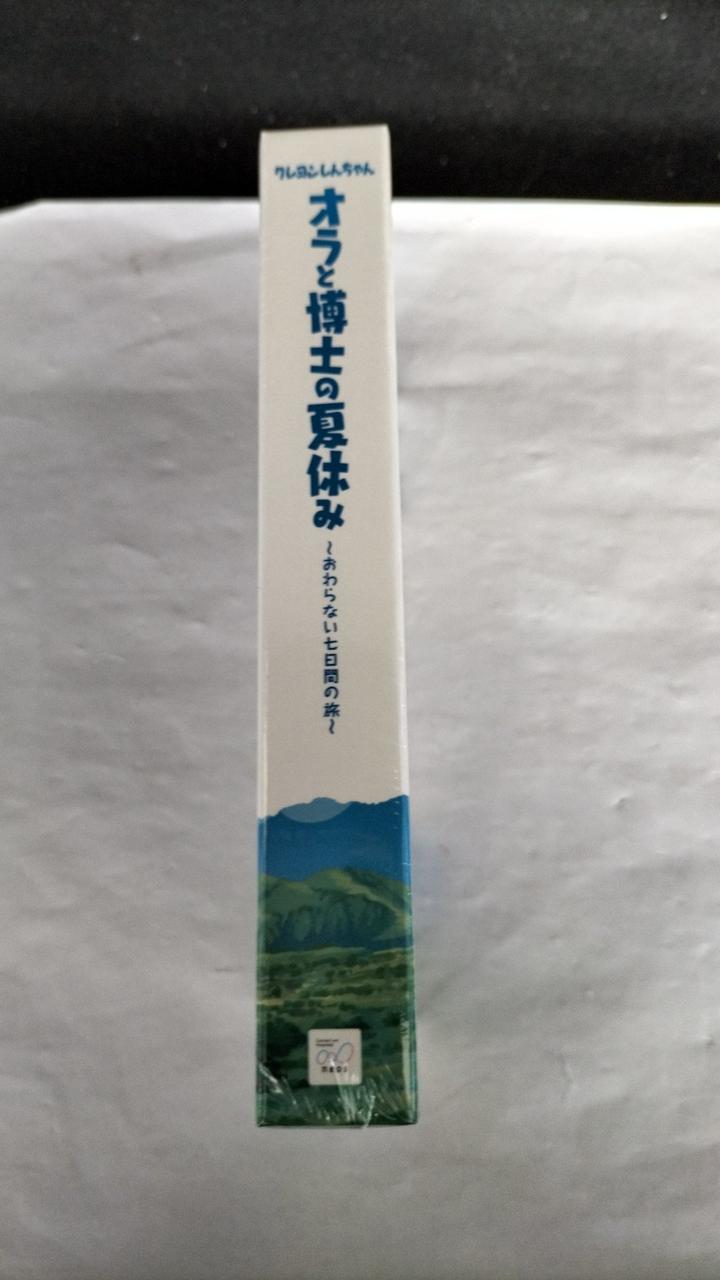 クレヨンしんちゃん
オラと博士の夏休み
~おわらない七日間の旅~
neos